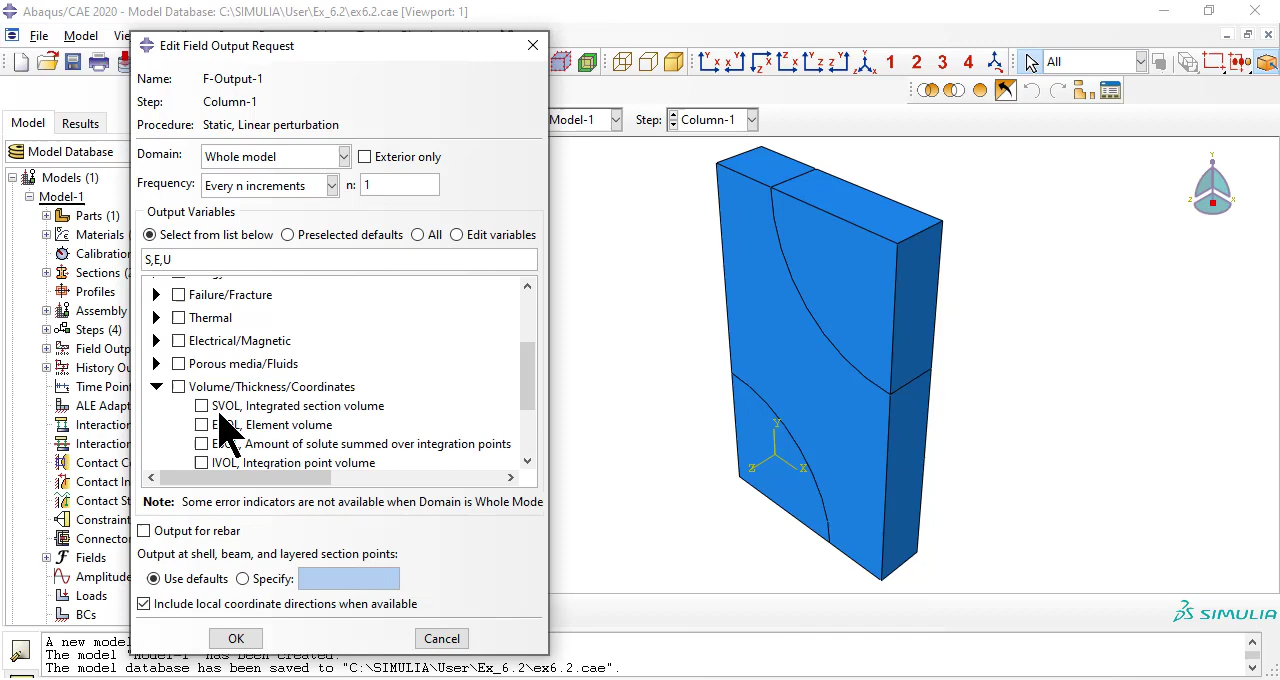 Abaqus/CAE 2020 - Model Database: C:\SIMULIA\User\Ex_6.2\ex6.2.cae [Viewport: 1]
File Model
Edit Field Output Request
Name: F-Output-1
Step: Column-1
Procedure: Static, Linear perturbation
Domain: Whole model Exterior only
Frequency: Every n increments n: 1
Output Variables
Select from list below Preselected defaults All Edit variables
S,E,U
Failure/Fracture
Thermal
Electrical/Magnetic
Porous media/Fluids
Volume/Thickness/Coordinates
SVOL, Integrated section volume
Element volume
Amount of solute summed over integration points
IVOL, Integration point volume
Note: Some error indicators are not available when Domain is Whole Mode
Output for rebar
Output at shell, beam, and layered section points:
Use defaults Specify:
Include local coordinate directions when available
OK Cancel
1 2 3 4 All
Model-1 Step: Column-1
Model Results
Model Database
Models (1)
Model-1
Parts (1)
Materials
Calibration
Sections (
Profiles
Assembly
Steps (4)
Field Outp
History Ou
Time Poin
ALE Adapt
Interaction
Interaction
Contact C
Contact In
Contact St
Constraint
Connector
Fields
Amplitude
Loads
BCs
Y
Z X
Y
Z X
SIMULIA
A new mode
The model "Model-1" has been created.
The model database has been saved to "C:\SIMULIA\User\Ex_6.2\ex6.2.cae".